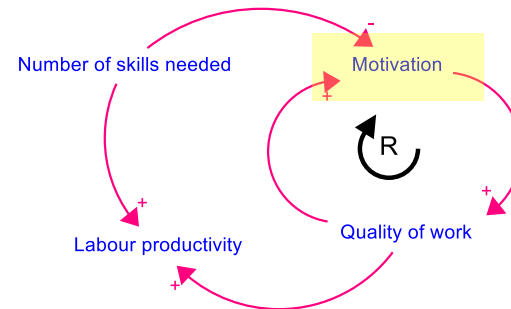 -
Number of skills needed
Motivation
+
R
+
+
Quality of work
Labour productivity
+